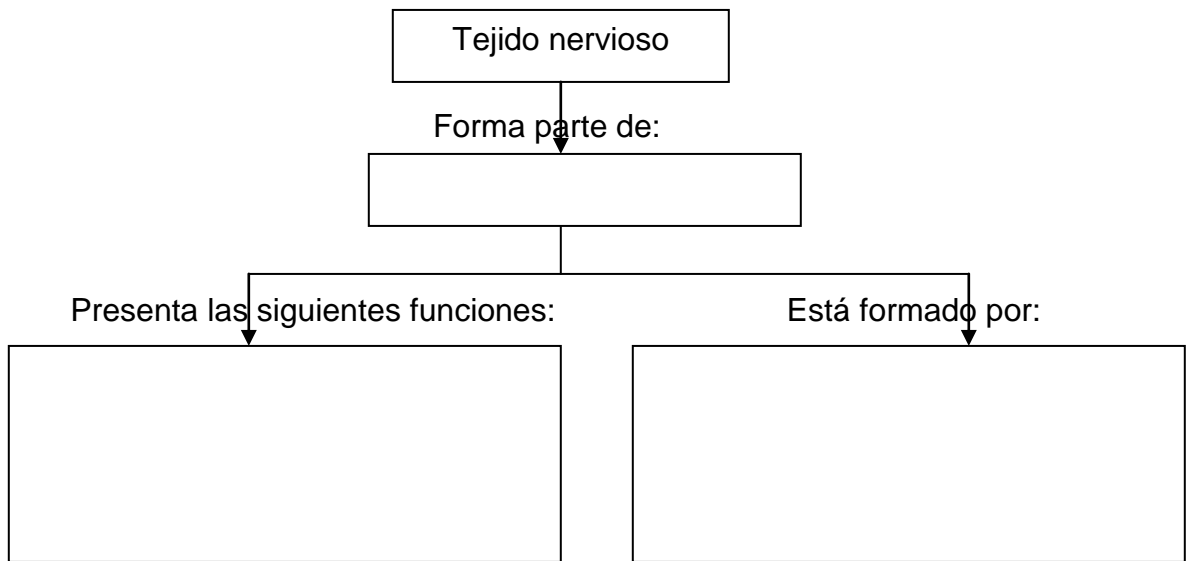 Tejido nervioso
Forma parte de:
Presenta las siguientes funciones:
Está formado por: